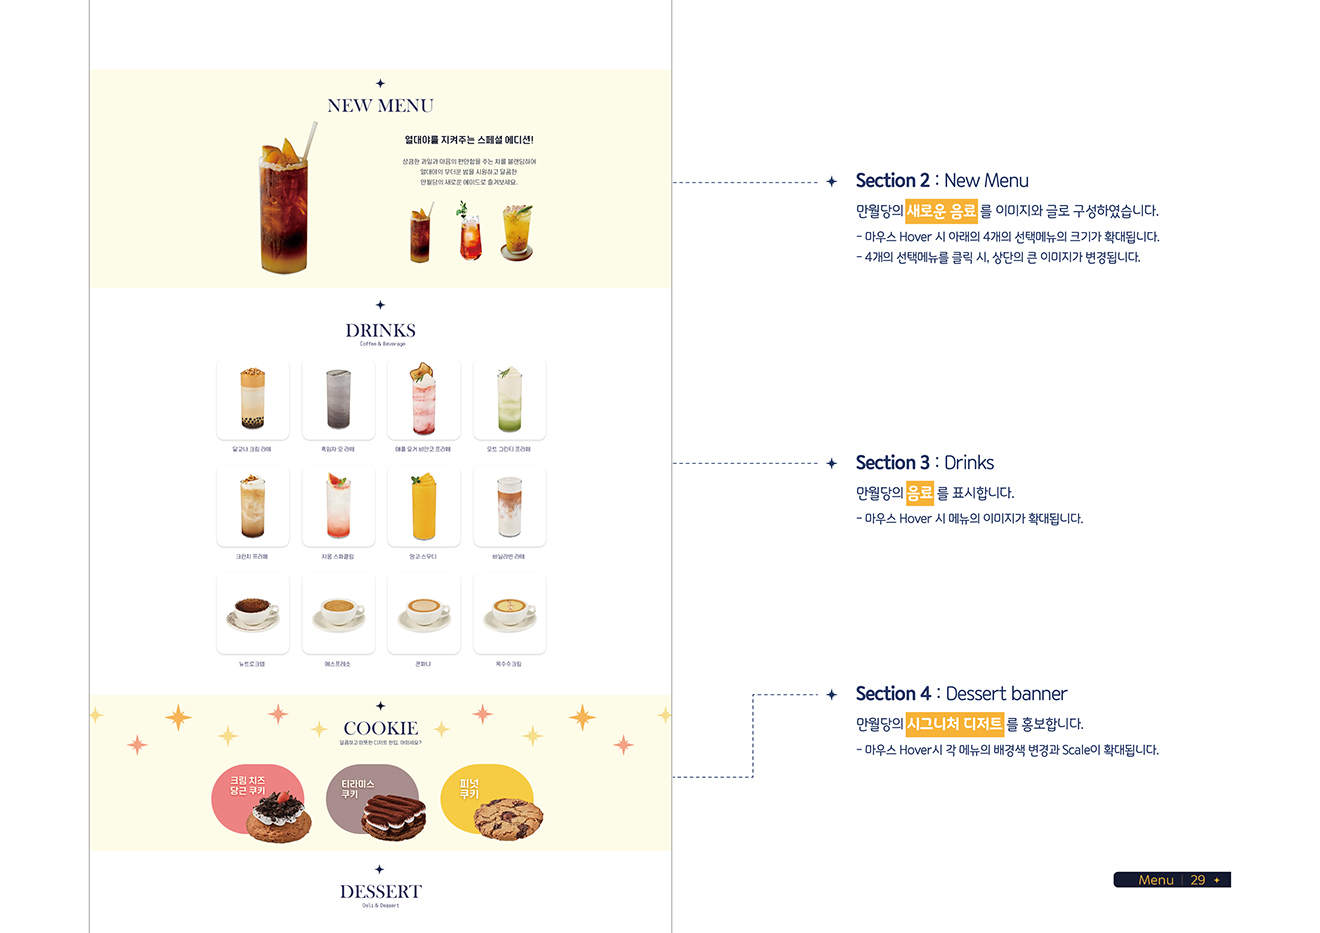 NEW MENU
열대야를 지켜주는 스페셜 에디션!
상큼한 과일과 마음의 편안함을 주는 차를 블렌딩하여
열대야의 무더운 밤을 시원하고 달콤한
만월당의 새로운 에이드로 즐겨보세요.
DRINKS
Coffee & Beverage
달고나 크림 라떼
흑임자 잇 라떼
애플 요거 비안코 프라페
오트 그린티 프라페
크런치 프라페
자몽 스파클링
망고 스무디
바닐라빈 라떼
뉴트로크랩
에스프레소
콘파나
옥수수크림
COOKIE
달콤하고 따뜻한 디저트 한입, 어떠세요?
크림 치즈
당근 쿠키
티라미스
쿠키
피넛
쿠키
DESSERT
Deli & Dessert
Section 2 : New Menu
만월당의 새로운 음료 를 이미지와 글로 구성하였습니다.
- 마우스 Hover 시 아래의 4개의 선택메뉴의 크기가 확대됩니다.
- 4개의 선택메뉴를 클릭 시, 상단의 큰 이미지가 변경됩니다.
Section 3 : Drinks
만월당의 음료 를 표시합니다.
- 마우스 Hover 시 메뉴의 이미지가 확대됩니다.
Section 4 : Dessert banner
만월당의 시그니처 디저트 를 홍보합니다.
- 마우스 Hover시 각 메뉴의 배경색 변경과 Scale이 확대됩니다.
Menu | 29